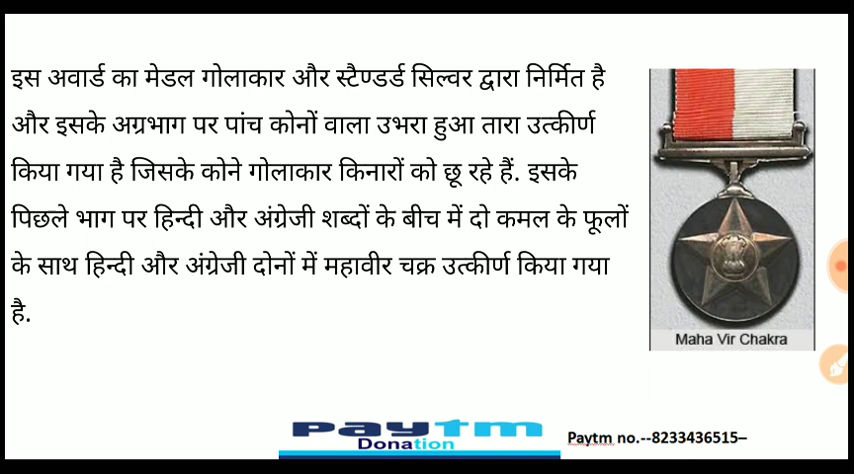 इस अवार्ड का मेडल गोलाकार और स्टैण्डर्ड सिल्वर द्वारा निर्मित है
और इसके अग्रभाग पर पांच कोनों वाला उभरा हुआ तारा उत्कीर्ण
किया गया है जिसके कोने गोलाकार किनारों को छू रहे हैं. इसके
पिछले भाग पर हिन्दी और अंग्रेजी शब्दों के बीच में दो कमल के फूलों
के साथ हिन्दी और अंग्रेजी दोनों में महावीर चक्र उत्कीर्ण किया गया
है.
Maha Vir Chakra
paytm
Donation
Paytm no.--8233436515–